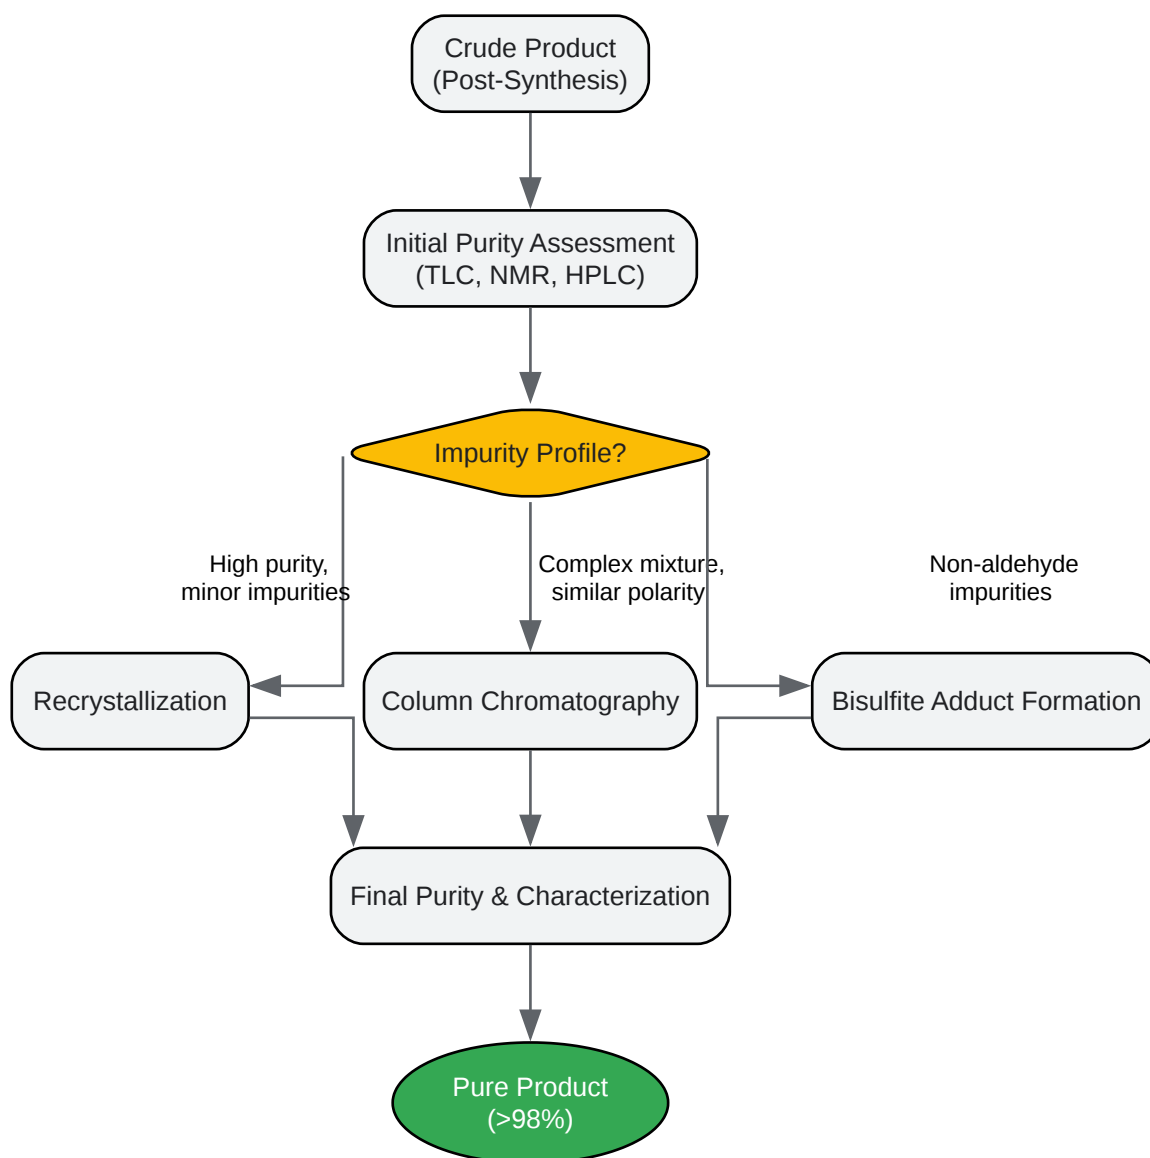 Crude Product
(Post-Synthesis)
Initial Purity Assessment
(TLC, NMR, HPLC)
Impurity Profile?
High purity,
minor impurities
Complex mixture,
similar polarity
Non-aldehyde
impurities
Recrystallization
Column Chromatography
Bisulfite Adduct Formation
Final Purity & Characterization
Pure Product
(>98%)